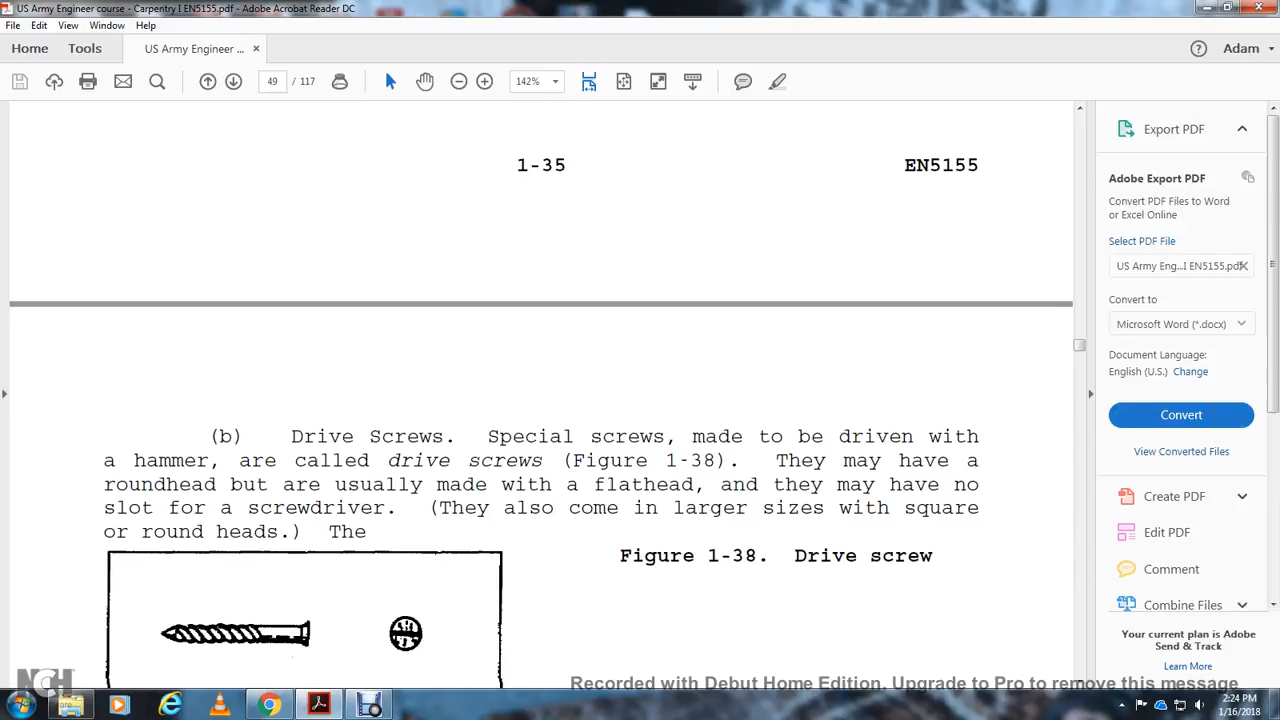 US Army Engineer course - Carpentry I EN5155.pdf - Adobe Acrobat Reader DC
File Edit View Window Help
Home Tools US Army Engineer ... × ? Adam
49 / 117 142%
1-35 EN5155
(b) Drive Screws. Special screws, made to be driven with
a hammer, are called drive screws (Figure 1-38). They may have a
roundhead but are usually made with a flathead, and they may have no
slot for a screwdriver. (They also come in larger sizes with square
or round heads.) The
Figure 1-38. Drive screw
Export PDF
Adobe Export PDF
Convert PDF Files to Word
or Excel Online
Select PDF File
US Army Eng...I EN5155.pdf
Convert to
Microsoft Word (*.docx)
Document Language:
English (U.S.) Change
Convert
View Converted Files
Create PDF
Edit PDF
Comment
Combine Files
Your current plan is Adobe
Send & Track
Learn More
NCH
Recorded with Debut Home Edition. Upgrade to Pro to remove this message
2:24 PM
1/16/2018